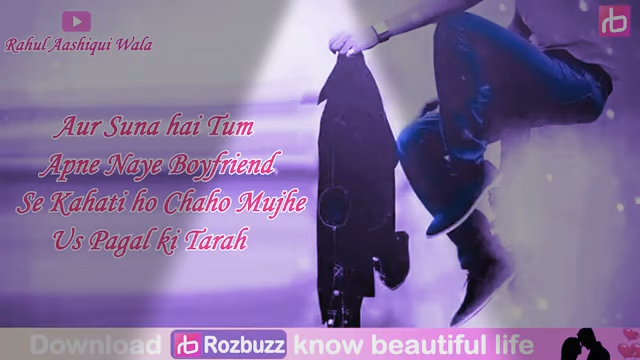 Rahul Aashiqui Wala
Aur Suna hai Tum
Apne Naye Boyfriend
Se Kahati ho Chaho Mujhe
Us Pagal ki Tarah
Download Rozbuzz know beautiful life